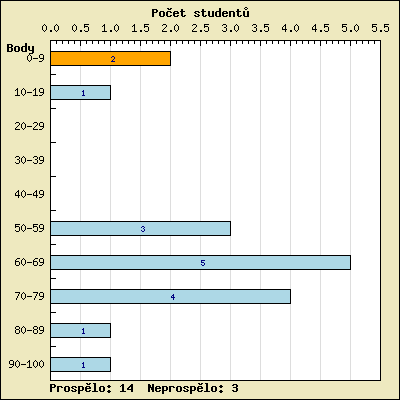 Počet studentů
0.0 0.5 1.0 1.5 2.0 2.5 3.0 3.5 4.0 4.5 5.0 5.5
Body
0-9 2
10-19 1
20-29
30-39
40-49
50-59 3
60-69 5
70-79 4
80-89 1
90-100 1
Prospělo: 14 Neprospělo: 3